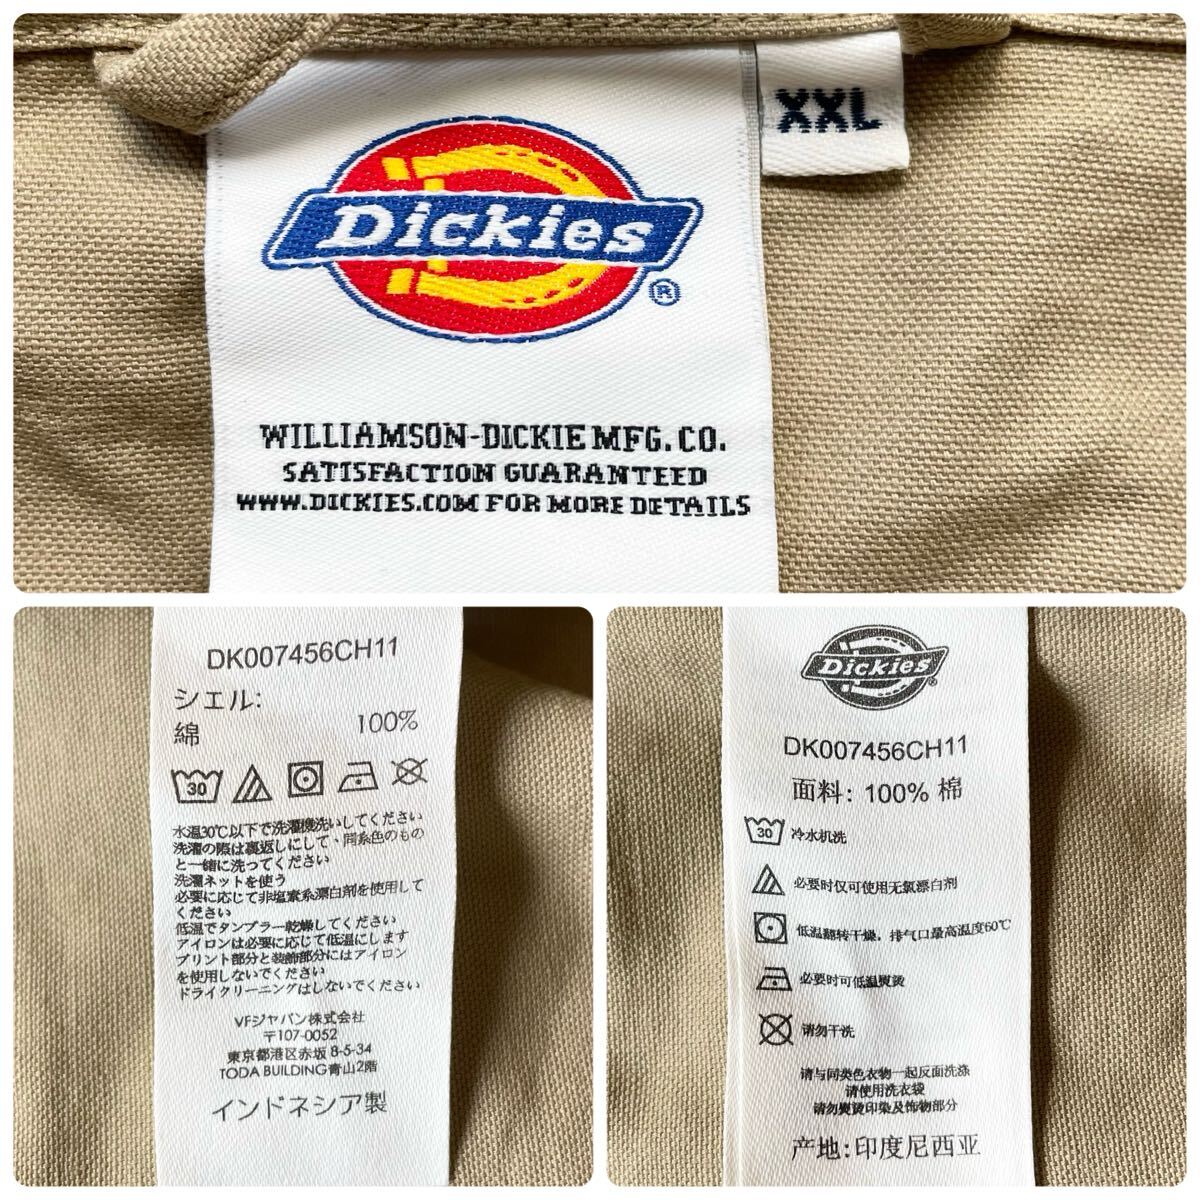 XXL
Dickies
®
WILLIAMSON-DICKIE MFG. CO.
SATISFACTION GUARANTEED
WWW.DICKIES.COM FOR MORE DETAILS
DK007456CH11
シェル:
綿 100%
30
水温30℃以下で洗濯機洗いしてください
洗濯の際は裏返しにして、同系色のもの
と一緒に洗ってください
洗濯ネットを使う
必要に応じて非塩素系漂白剤を使用して
ください
低温でタンブラー乾燥してください
アイロンは必要に応じて低温にします
プリント部分と装飾部分にはアイロン
を使用しないでください
ドライクリーニングはしないでください
VFジャパン株式会社
〒107-0052
東京都港区赤坂 8-5-34
TODA BUILDING青山2階
インドネシア製
Dickies
®
DK007456CH11
面料: 100% 棉
30 冷水机洗
必要时仅可使用无氯漂白剂
低温翻转干燥，排气口最高温度60℃
必要时可低温熨烫
请勿干洗
请与同类色衣物一起反面洗涤
请使用洗衣袋
请勿熨烫印染及饰物部分
产地: 印度尼西亚